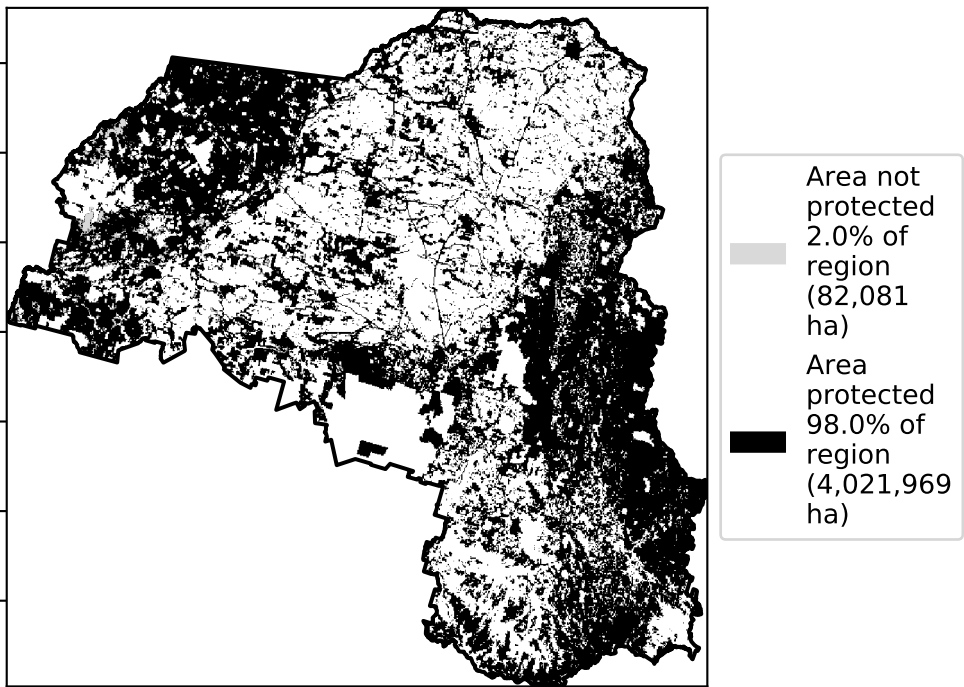 Area not
protected
2.0% of
region
(82,081
ha)
Area
protected
98.0% of
region
(4,021,969
ha)